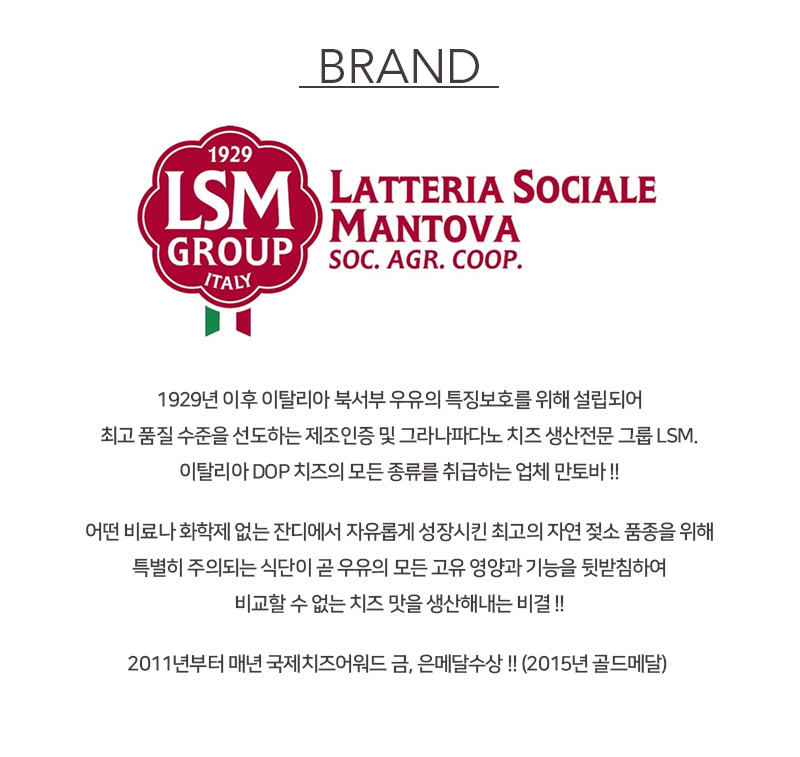 BRAND
1929
LSM
GROUP
ITALY
LATTERIA SOCIALE
MANTOVA
SOC. AGR. COOP.
1929년 이후 이탈리아 북서부 우유의 특징보호를 위해 설립되어
최고 품질 수준을 선도하는 제조인증 및 그라나파다노 치즈 생산전문 그룹 LSM.
이탈리아 DOP 치즈의 모든 종류를 취급하는 업체 만토바 !!
어떤 비료나 화학제 없는 잔디에서 자유롭게 성장시킨 최고의 자연 젖소 품종을 위해
특별히 주의되는 식단이 곧 우유의 모든 고유 영양과 기능을 뒷받침하여
비교할 수 없는 치즈 맛을 생산해내는 비결 !!
2011년부터 매년 국제치즈어워드 금, 은메달수상 !! (2015년 골드메달)